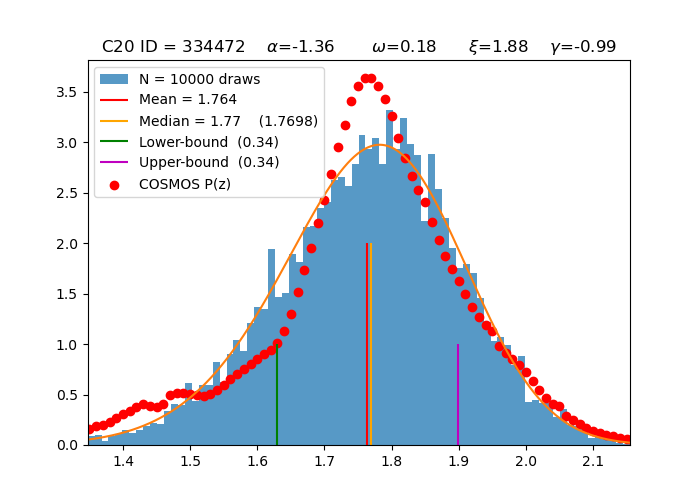 C20 ID = 334472 α=-1.36 ω=0.18 ξ=1.88 γ=-0.99
N = 10000 draws
Mean = 1.764
Median = 1.77 (1.7698)
Lower-bound (0.34)
Upper-bound (0.34)
COSMOS P(z)
3.5
3.0
2.5
2.0
1.5
1.0
0.5
0.0
1.4 1.5 1.6 1.7 1.8 1.9 2.0 2.1